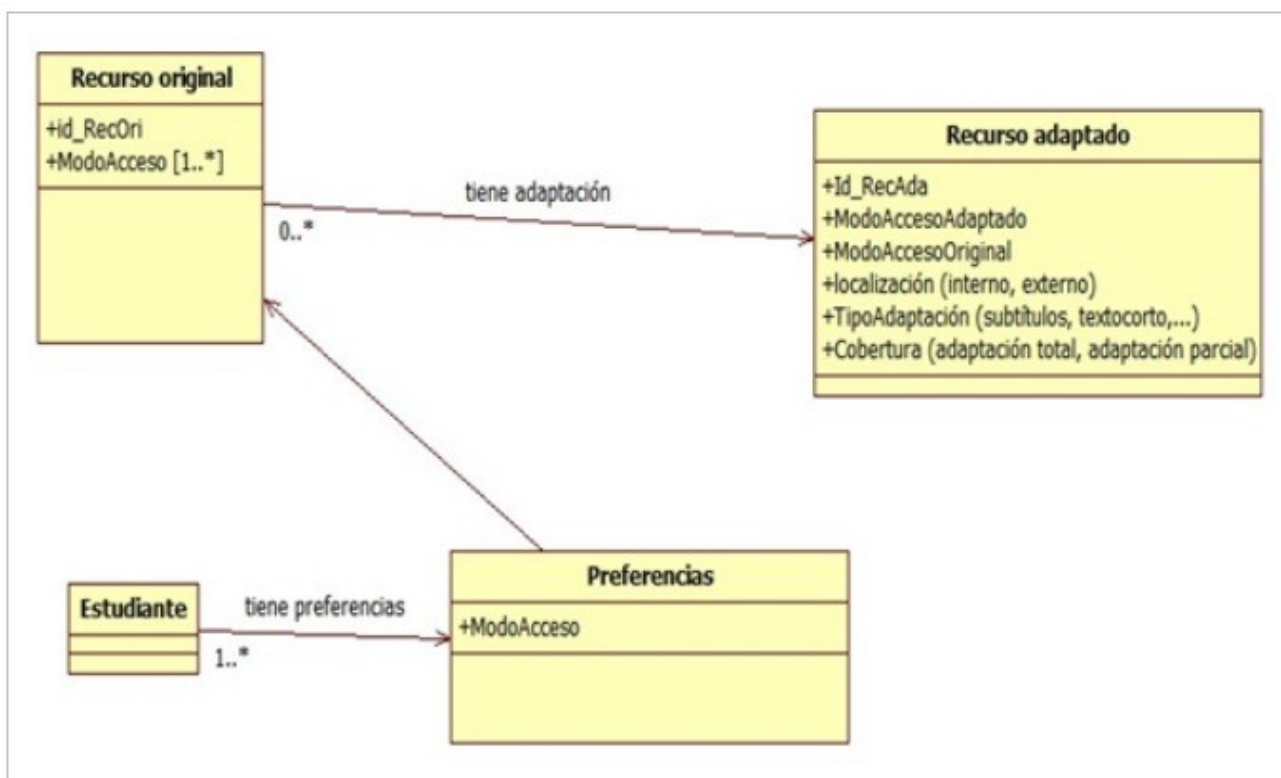 Recurso original
+id_RecOri
+ModoAcceso [1..*]
tiene adaptación
0..*
Recurso adaptado
+Id_RecAda
+ModoAccesoAdaptado
+ModoAccesoOriginal
+localización (interno, externo)
+TipoAdaptación (subtítulos, textocorto,...)
+Cobertura (adaptación total, adaptación parcial)
Estudiante
tiene preferencias
1..*
Preferencias
+ModoAcceso